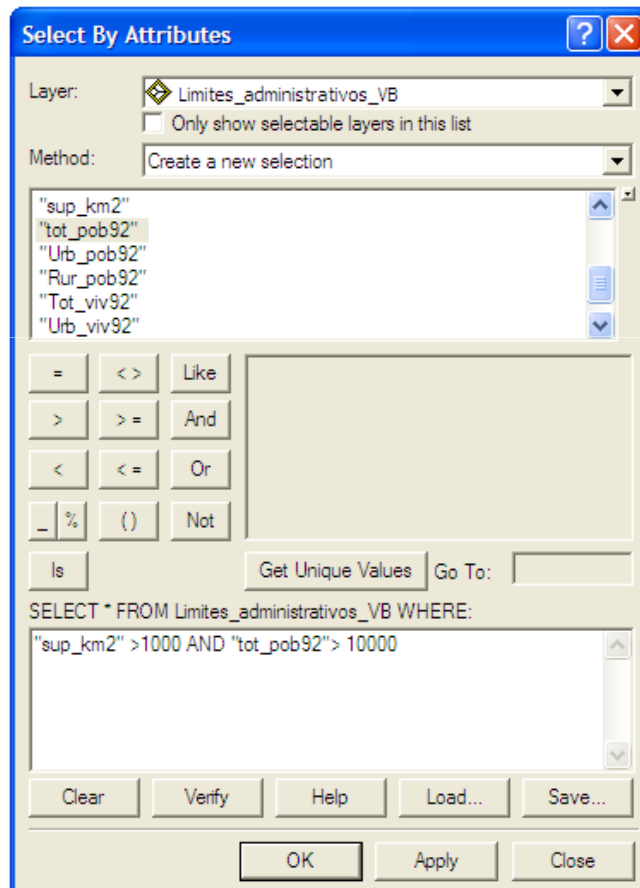 Select By Attributes
Layer: Limites_administrativos_VB
Only show selectable layers in this list
Method: Create a new selection
"sup_km2"
"tot_pob92"
"Urb_pob92"
"Rur_pob92"
"Tot_viv92"
"Urb_viv92"
= < > Like
> > = And
< < = Or
_ % ( ) Not
Is Get Unique Values Go To:
SELECT * FROM Limites_administrativos_VB WHERE:
"sup_km2" >1000 AND "tot_pob92"> 10000
Clear Verify Help Load... Save...
OK Apply Close